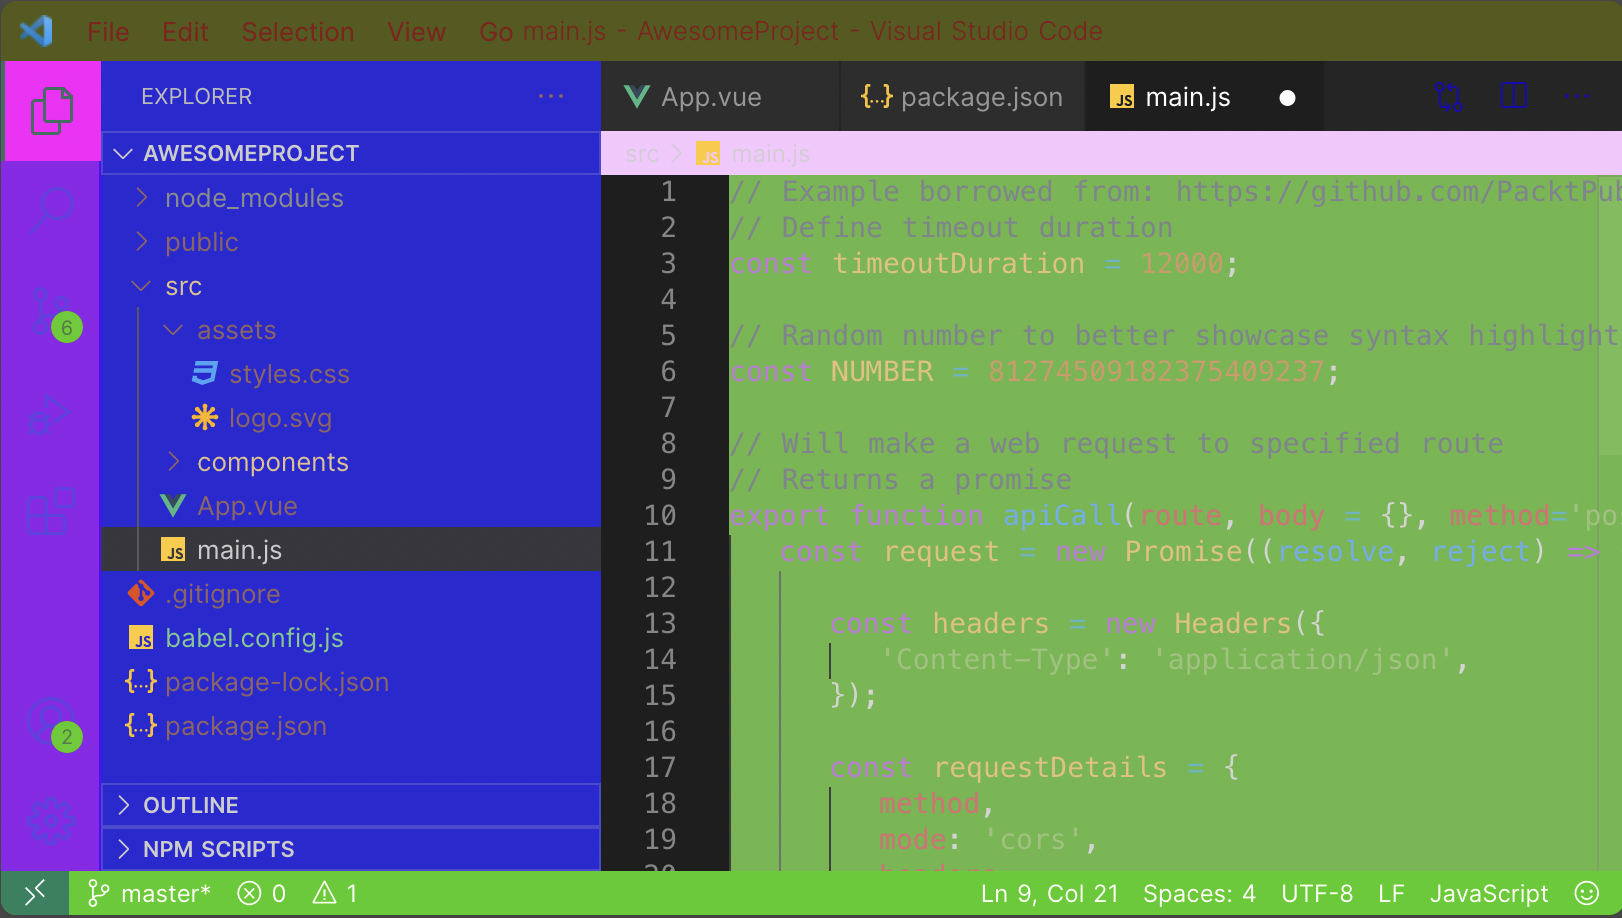 File Edit Selection View Go main.js - AwesomeProject - Visual Studio Code
EXPLORER
App.vue
{..} package.json
JS main.js
AWESOMEPROJECT
src > JS main.js
node_modules
public
src
assets
styles.css
logo.svg
components
App.vue
JS main.js
.gitignore
JS babel.config.js
{..} package-lock.json
{..} package.json
OUTLINE
NPM SCRIPTS
6
2
1 // Example borrowed from: https://github.com/PacktPub
2 // Define timeout duration
3 const timeoutDuration = 12000;
4
5 // Random number to better showcase syntax highlight
6 const NUMBER = 81274509182375409237;
7
8 // Will make a web request to specified route
9 // Returns a promise
10 export function apiCall(route, body = {}, method='po
11 const request = new Promise((resolve, reject) =>
12
13 const headers = new Headers({
14 'Content-Type': 'application/json',
15 });
16
17 const requestDetails = {
18 method,
19 mode: 'cors',
20 headers
master* 0 1 Ln 9, Col 21 Spaces: 4 UTF-8 LF JavaScript